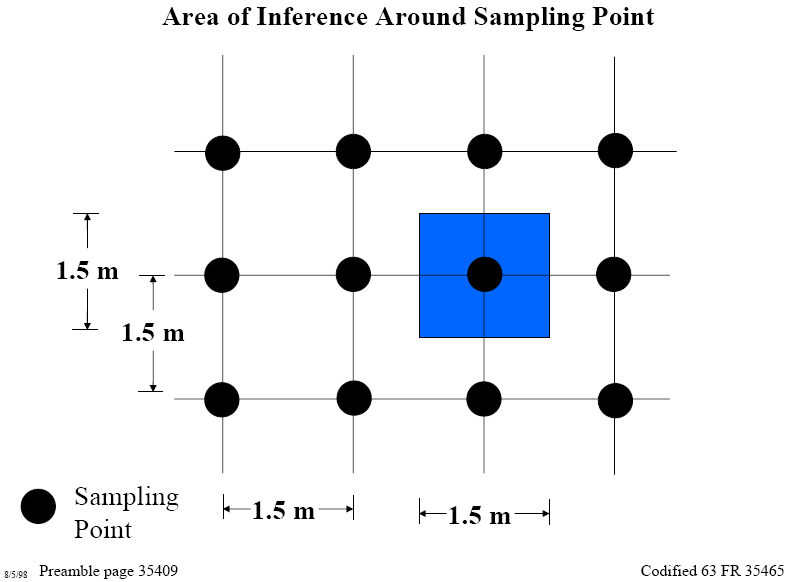 Area of Inference Around Sampling Point
1.5 m
1.5 m
Sampling
Point
1.5 m
1.5 m
8/5/98 Preamble page 35409
Codified 63 FR 35465